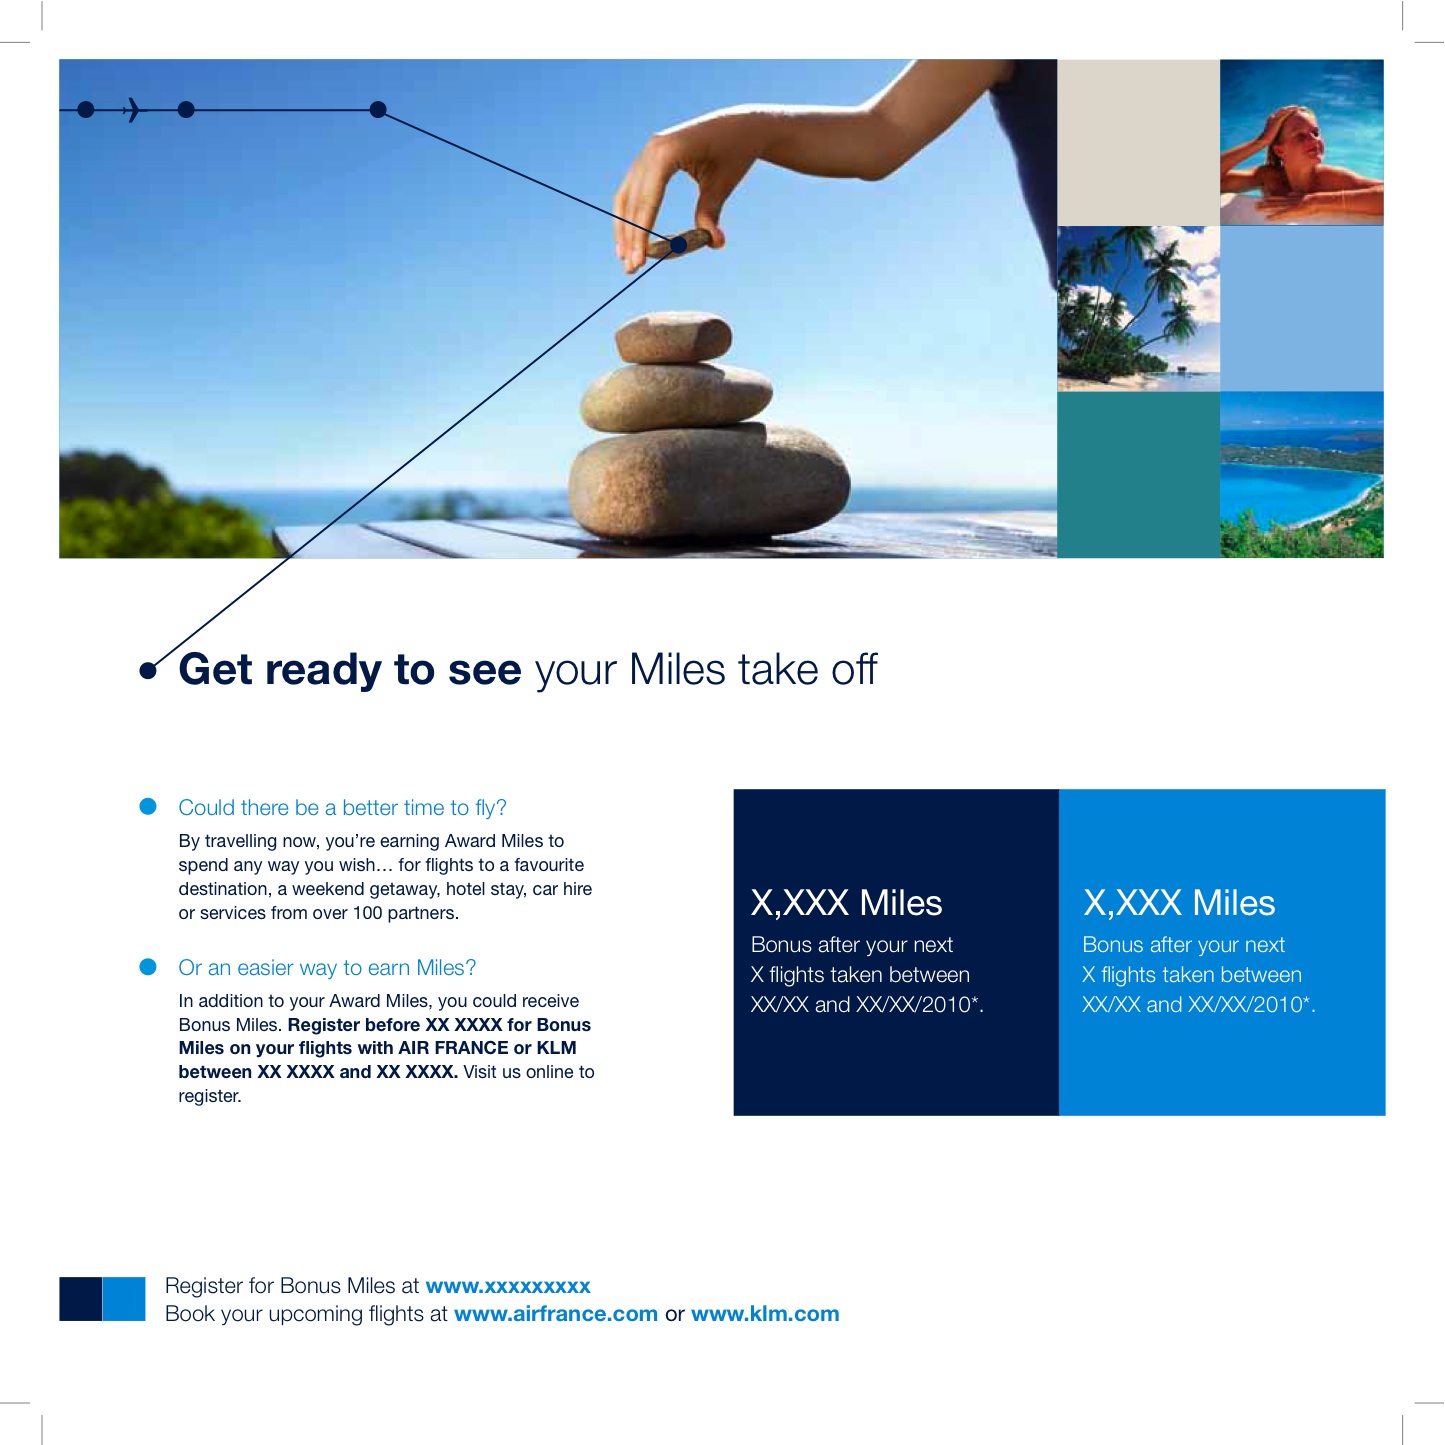 Get ready to see your Miles take off
Could there be a better time to fly?
By travelling now, you’re earning Award Miles to
spend any way you wish… for flights to a favourite
destination, a weekend getaway, hotel stay, car hire
or services from over 100 partners.
Or an easier way to earn Miles?
In addition to your Award Miles, you could receive
Bonus Miles. Register before XX XXXX for Bonus
Miles on your flights with AIR FRANCE or KLM
between XX XXXX and XX XXXX. Visit us online to
register.
X,XXX Miles
Bonus after your next
X flights taken between
XX/XX and XX/XX/2010*.
X,XXX Miles
Bonus after your next
X flights taken between
XX/XX and XX/XX/2010*.
Register for Bonus Miles at www.xxxxxxxxx
Book your upcoming flights at www.airfrance.com or www.klm.com